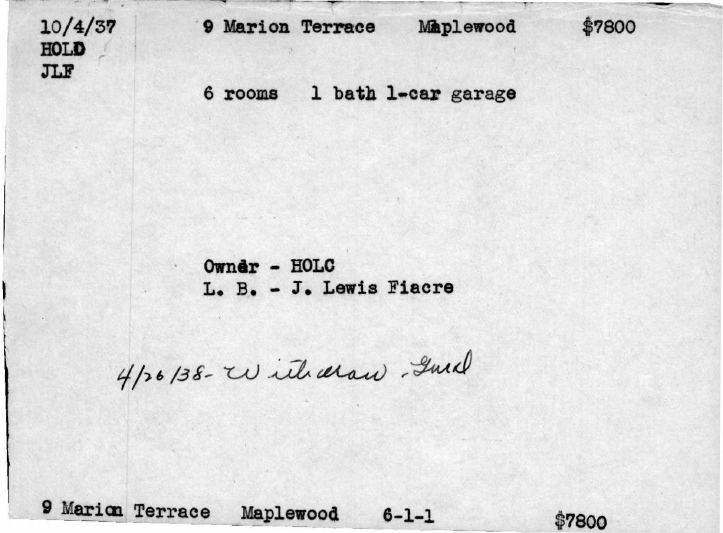 10/4/37 9 Marion Terrace Maplewood $7800
HOLD
JLF
6 rooms 1 bath 1-car garage
Owner - HOLC
L. B. - J. Lewis Fiacre
4/26/38 - Withdrawn
9 Marion Terrace Maplewood 6-1-1 $7800